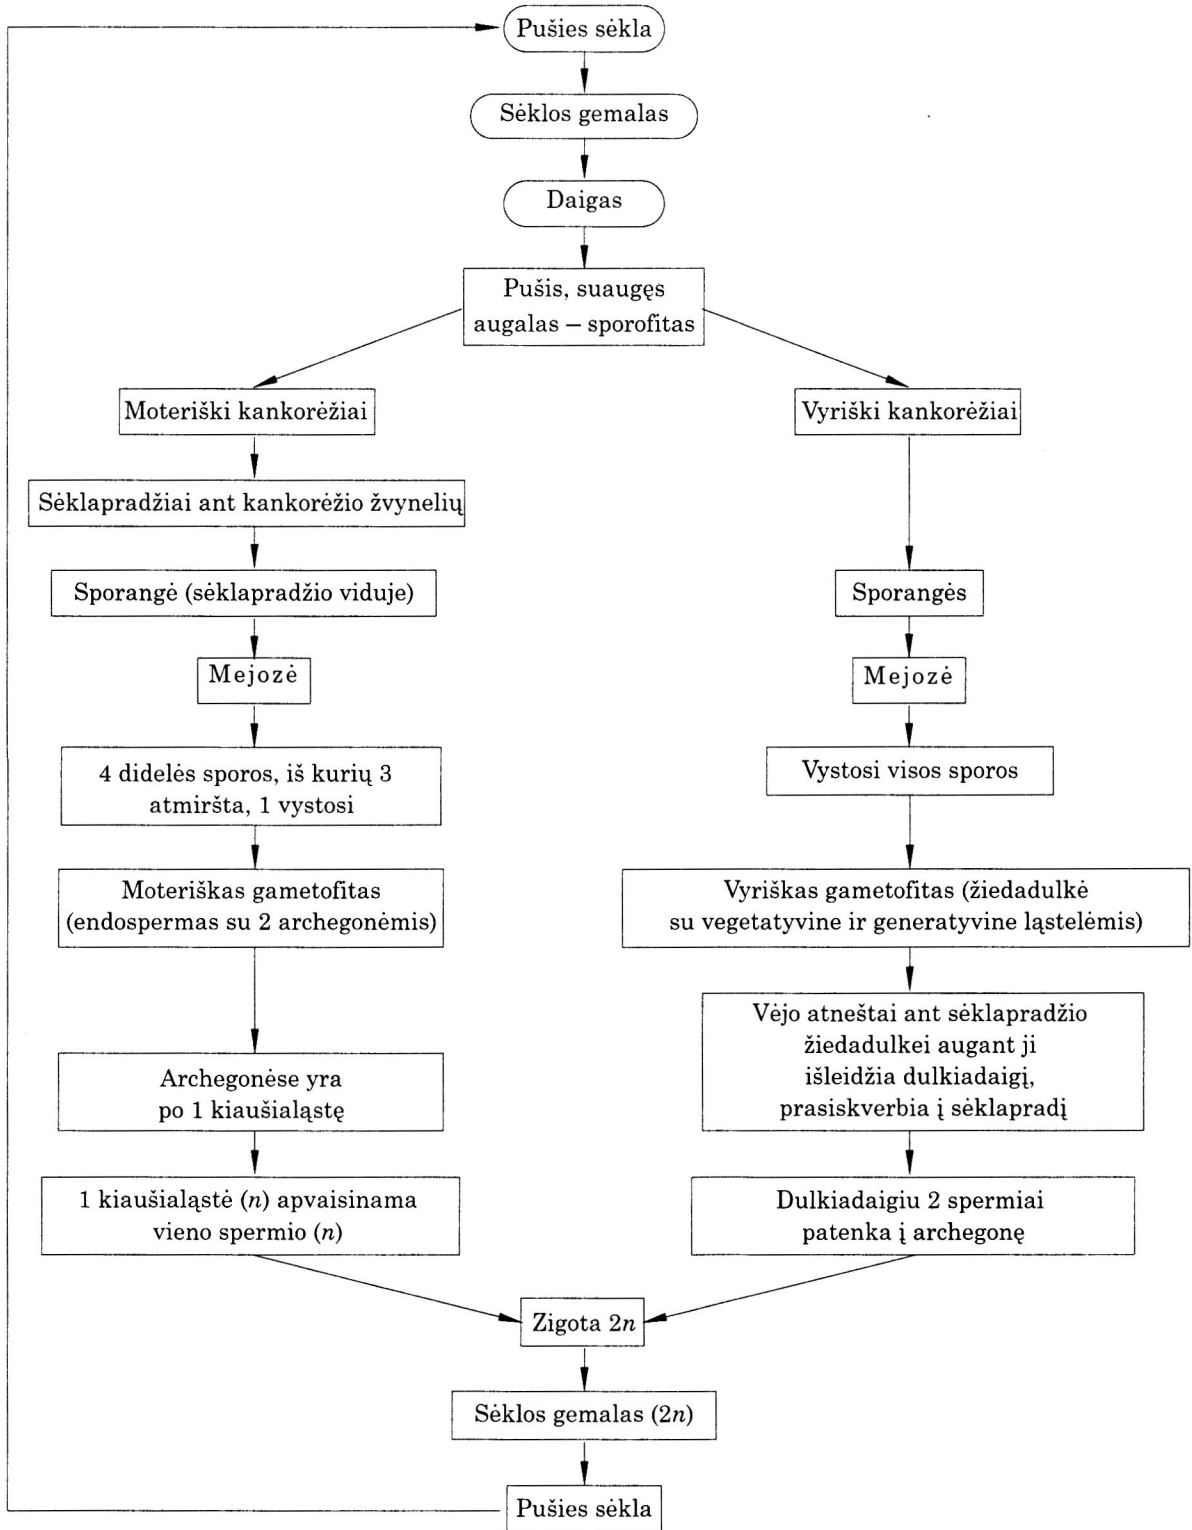 Pušies sėkla
Sėklos gemalas
Daigas
Pušis, suaugęs
augalas – sporofitas
Moteriški kankorėžiai
Vyriški kankorėžiai
Sėklapradžiai ant kankorėžio žvynelių
Sporangė (sėklapradžio viduje)
Sporangės
Mejozė
Mejozė
4 didelės sporos, iš kurių 3
atmiršta, 1 vystosi
Vystosi visos sporos
Moteriškas gametofitas
(endospermas su 2 archegonėmis)
Vyriškas gametofitas (žiedadulkė
su vegetatyvine ir generatyvine ląstelėmis)
Archegonėse yra
po 1 kiaušialąstę
Vėjo atneštai ant sėklapradžio
žiedadulkei augant ji
išleidžia dulkiadaigį,
prasiskverbia į sėklapradį
1 kiaušialąstė (n) apvaisinama
vieno spermio (n)
Dulkiadaigiu 2 spermiai
patenka į archegonę
Zigota 2n
Sėklos gemalas (2n)
Pušies sėkla